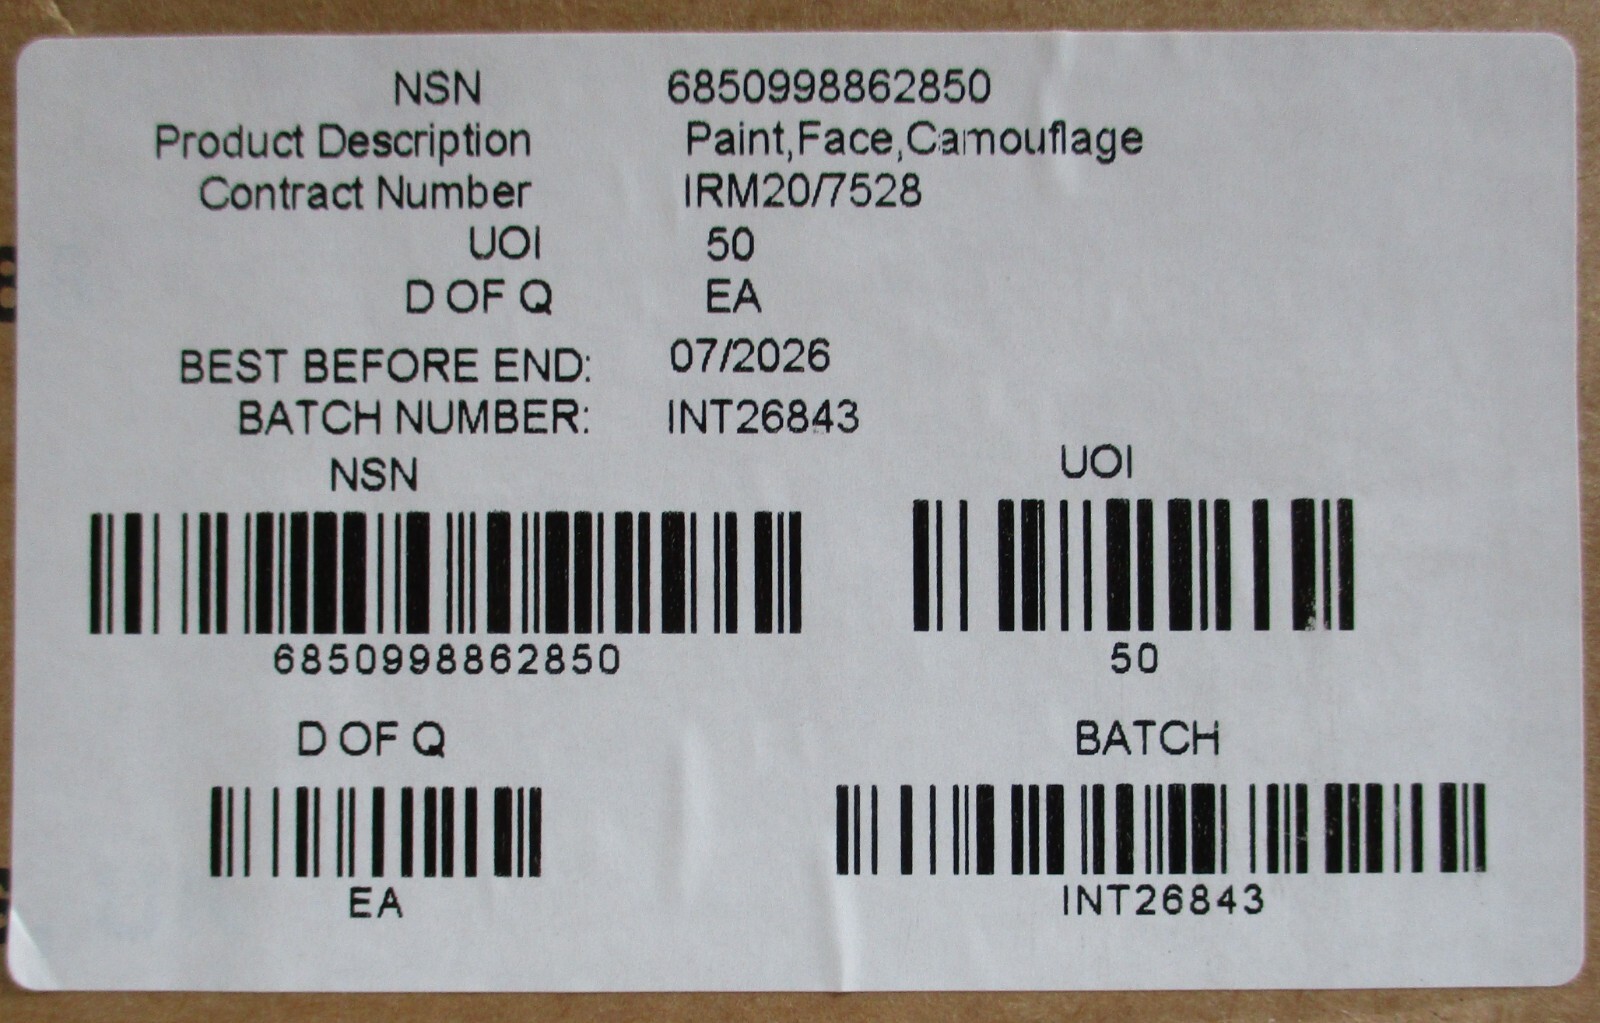 NSN 6850998862850
Product Description Paint,Face,Camouflage
Contract Number IRM20/7528
UOI 50
D OF Q EA
BEST BEFORE END: 07/2026
BATCH NUMBER: INT26843
NSN UOI
6850998862850 50
D OF Q BATCH
EA INT26843